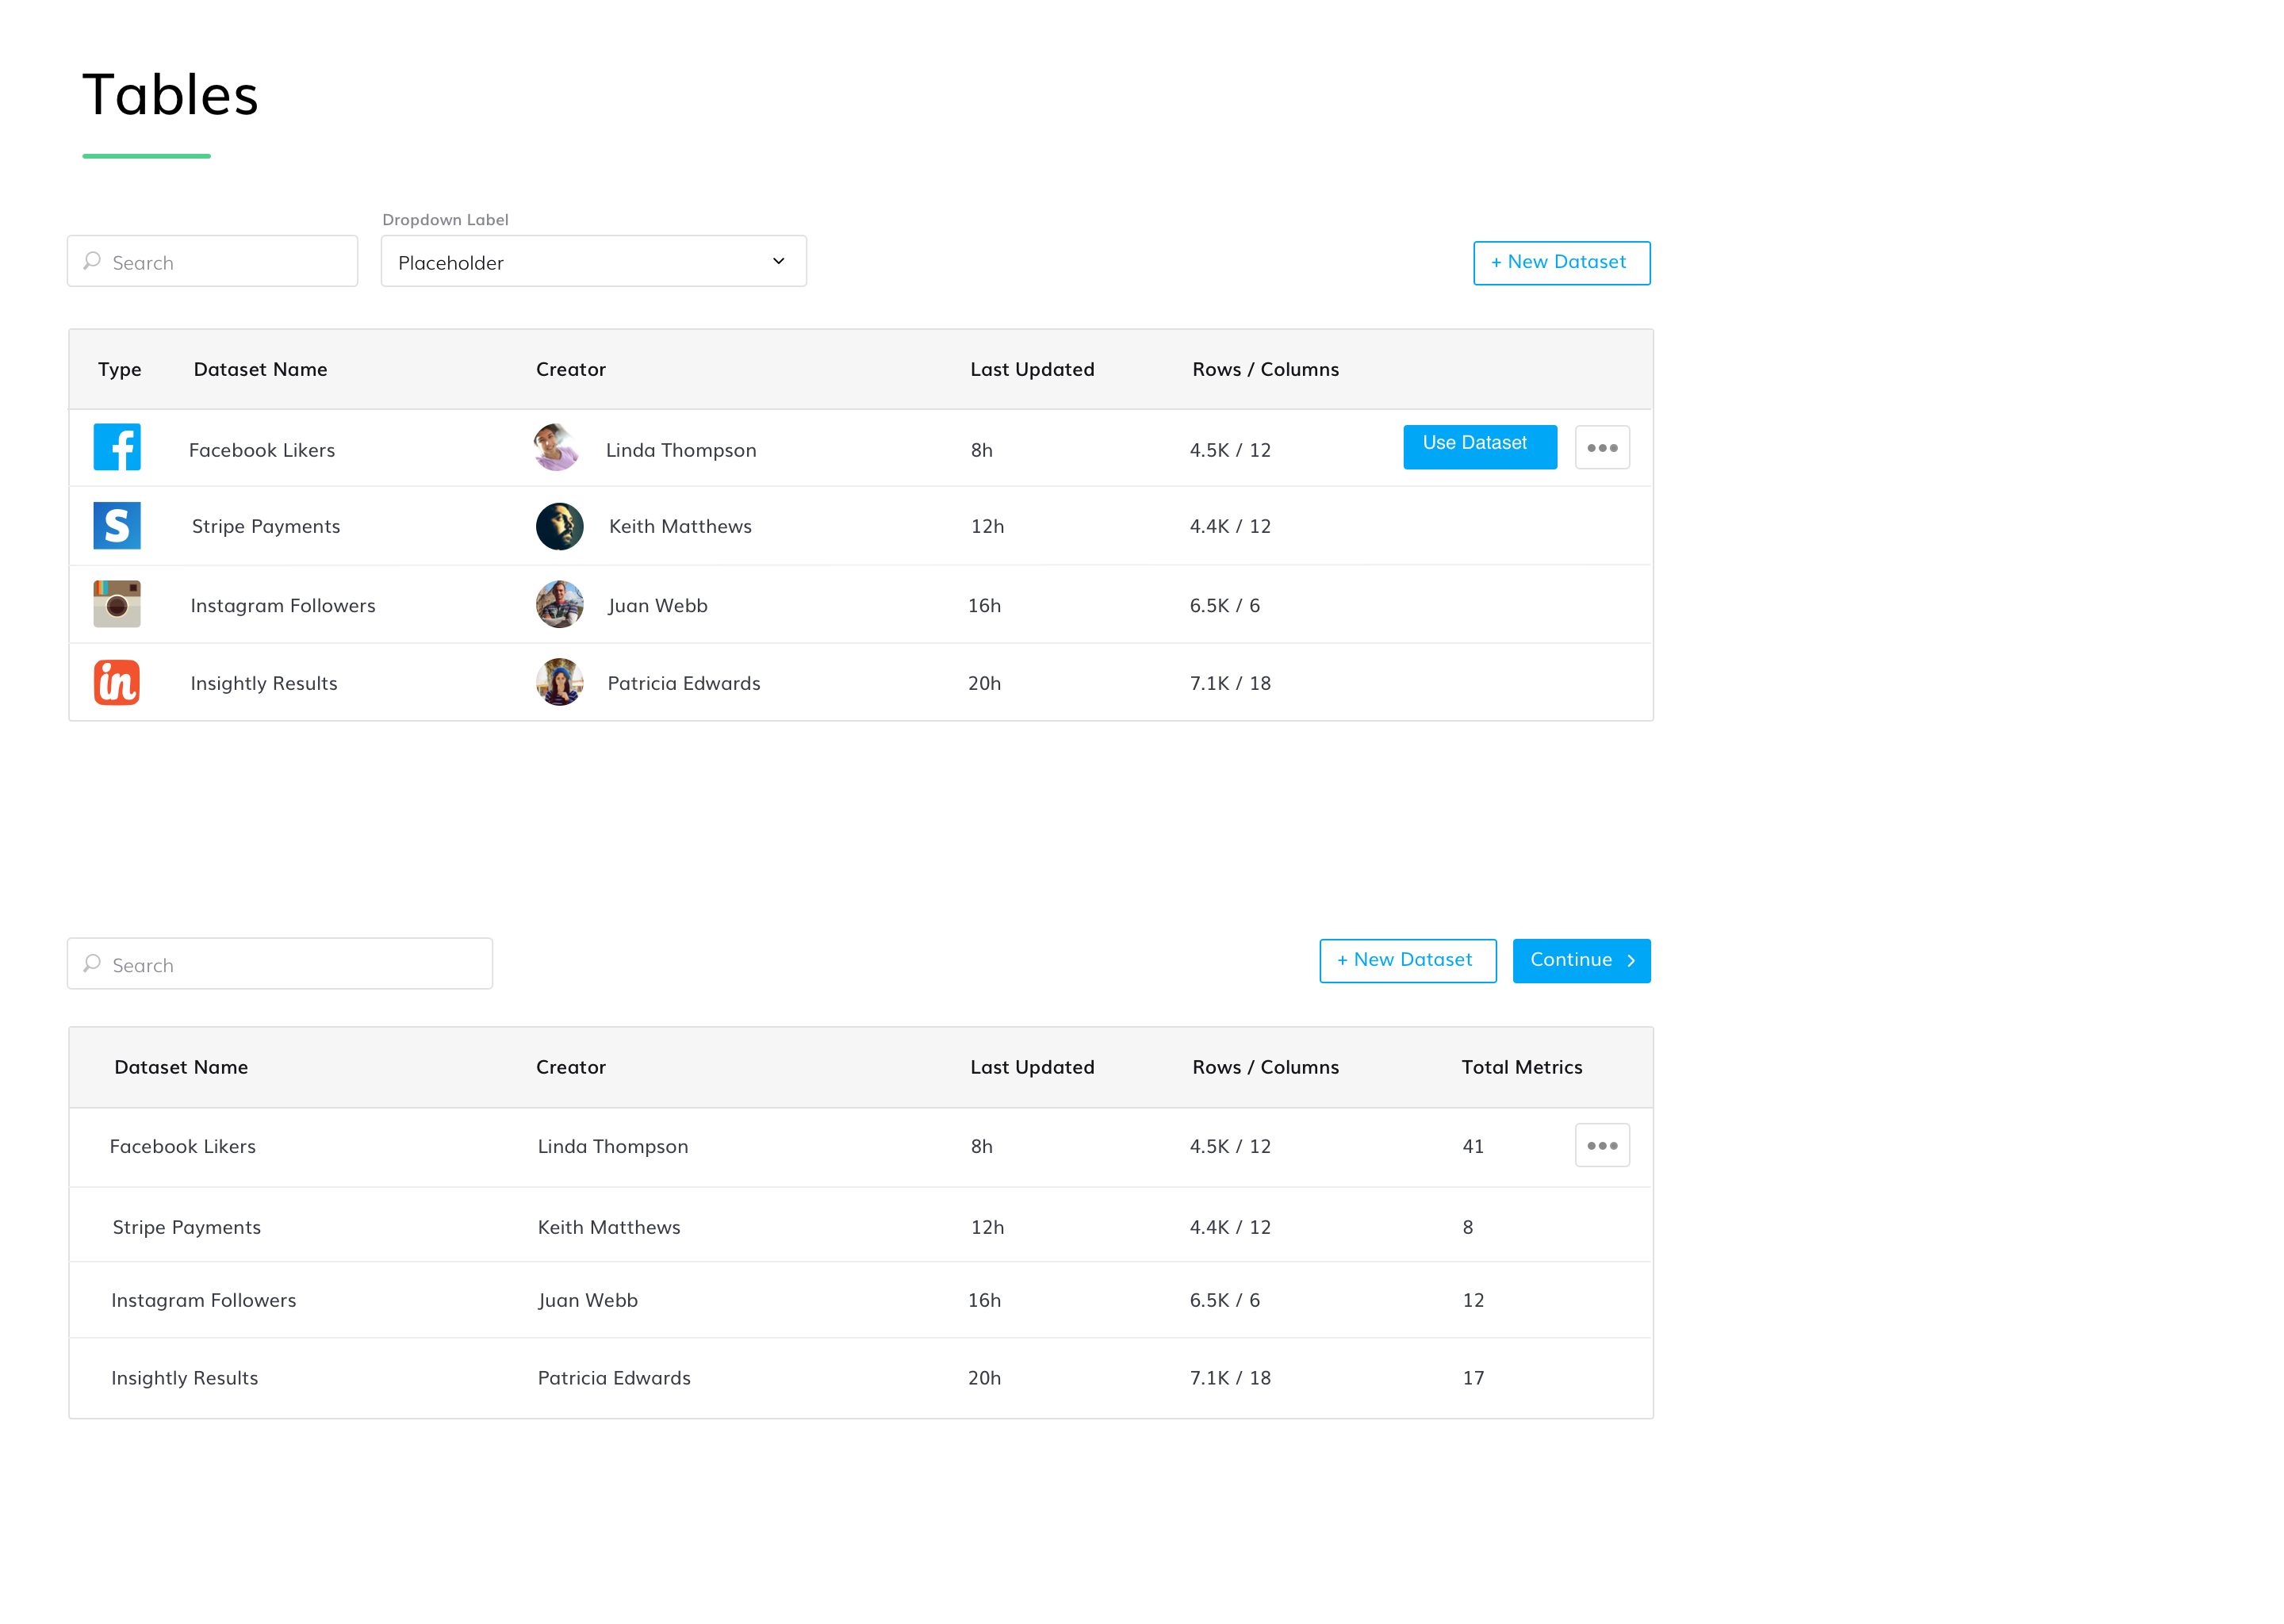 Tables
Dropdown Label
Search
Placeholder
+ New Dataset
Type Dataset Name Creator Last Updated Rows / Columns
Facebook Likers Linda Thompson 8h 4.5K / 12 Use Dataset
S Stripe Payments Keith Matthews 12h 4.4K / 12
Instagram Followers Juan Webb 16h 6.5K / 6
in Insightly Results Patricia Edwards 20h 7.1K / 18
Search
+ New Dataset
Continue
Dataset Name Creator Last Updated Rows / Columns Total Metrics
Facebook Likers Linda Thompson 8h 4.5K / 12 41
Stripe Payments Keith Matthews 12h 4.4K / 12 8
Instagram Followers Juan Webb 16h 6.5K / 6 12
Insightly Results Patricia Edwards 20h 7.1K / 18 17